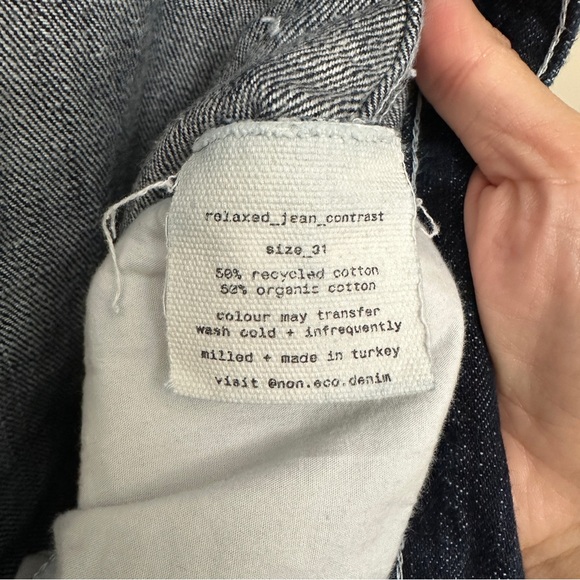 relaxed_jean_contrast
size_31
50% recycled cotton
50% organic cotton
colour may transfer
wash cold + infrequently
milled + made in turkey
visit @non.eco.denim